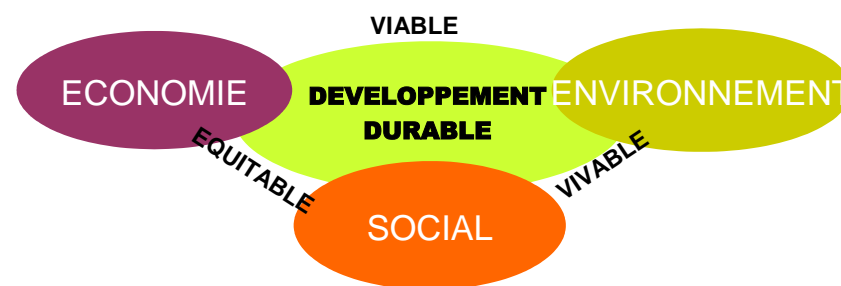 VIABLE
ECONOMIE
DEVELOPPEMENT
DURABLE
ENVIRONNEMENT
EQUITABLE
VIVABLE
SOCIAL